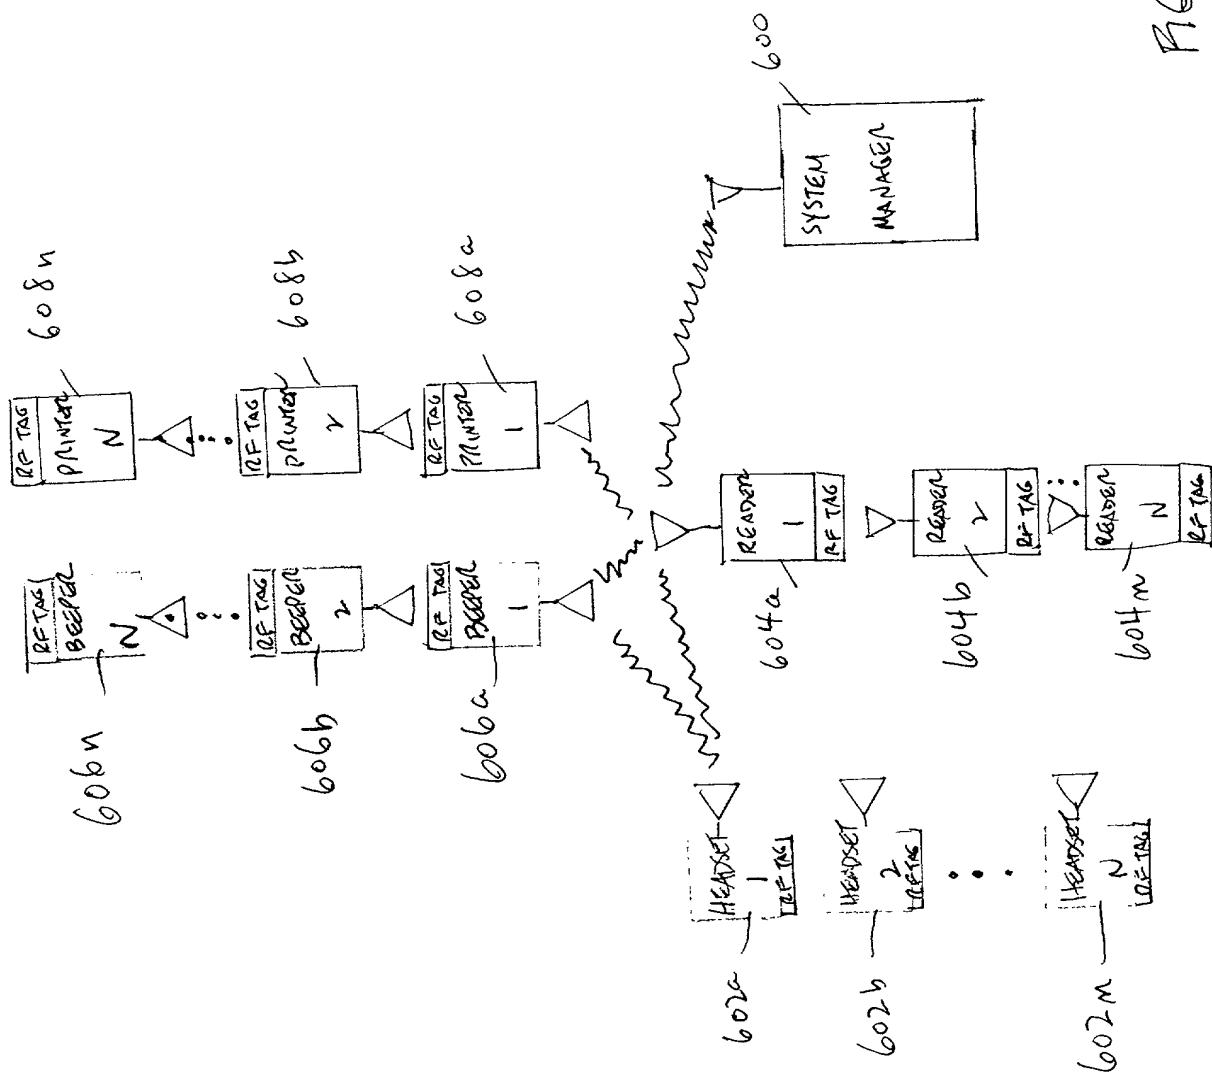 608n
RF TAG
PRINTER
N
608b
RF TAG
PRINTER
2
608a
RF TAG
PRINTER
1
606n
RF TAG
BEEPER
N
606b
RF TAG
BEEPER
2
606a
RF TAG
BEEPER
1
600
SYSTEM
MANAGER
READER
1
RF TAG
604a
READER
2
RF TAG
604b
READER
N
RF TAG
604n
HEADSET
1
RF TAG
602a
HEADSET
2
RF TAG
602b
HEADSET
N
RF TAG
602n